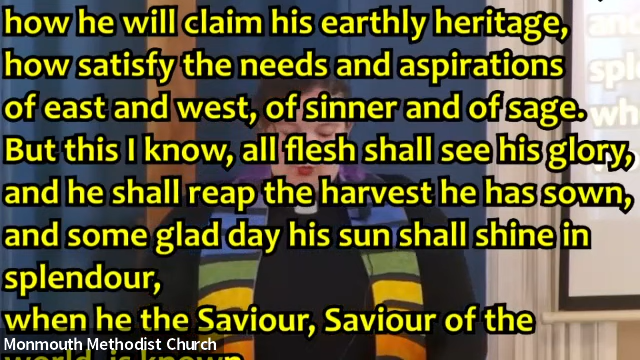 how he will claim his earthly heritage,
how satisfy the needs and aspirations
of east and west, of sinner and of sage.
But this I know, all flesh shall see his glory,
and he shall reap the harvest he has sown,
and some glad day his sun shall shine in
splendour,
when he the Saviour, Saviour of the
world, is known
Monmouth Methodist Church